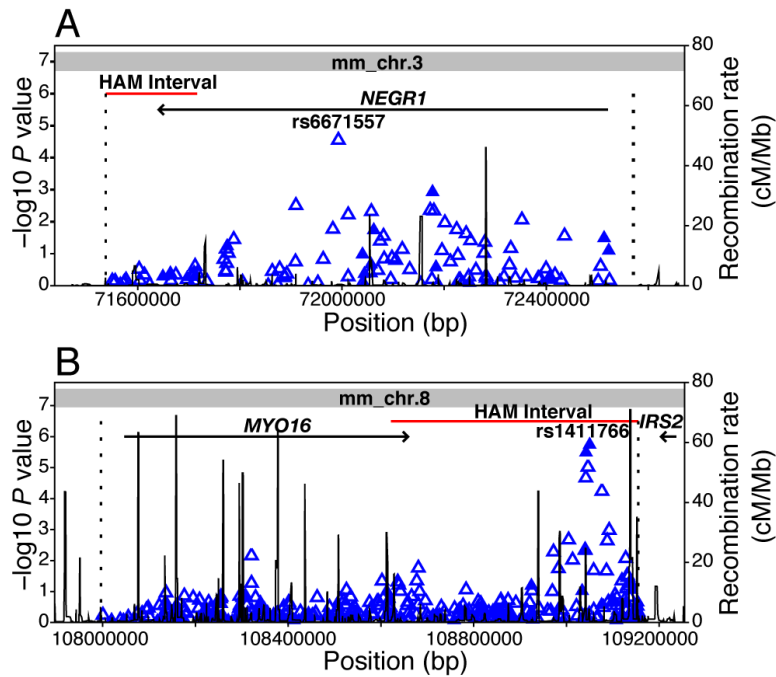 A
mm_chr.3
HAM Interval
NEGR1
rs6671557
7
6
5
4
3
2
1
0
80
60
40
20
0
−log10 P value
Recombination rate
(cM/Mb)
71600000 72000000 72400000
Position (bp)
B
mm_chr.8
HAM Interval
MYO16
rs1411766
IRS2
7
6
5
4
3
2
1
0
80
60
40
20
0
−log10 P value
Recombination rate
(cM/Mb)
108000000 108400000 108800000 109200000
Position (bp)